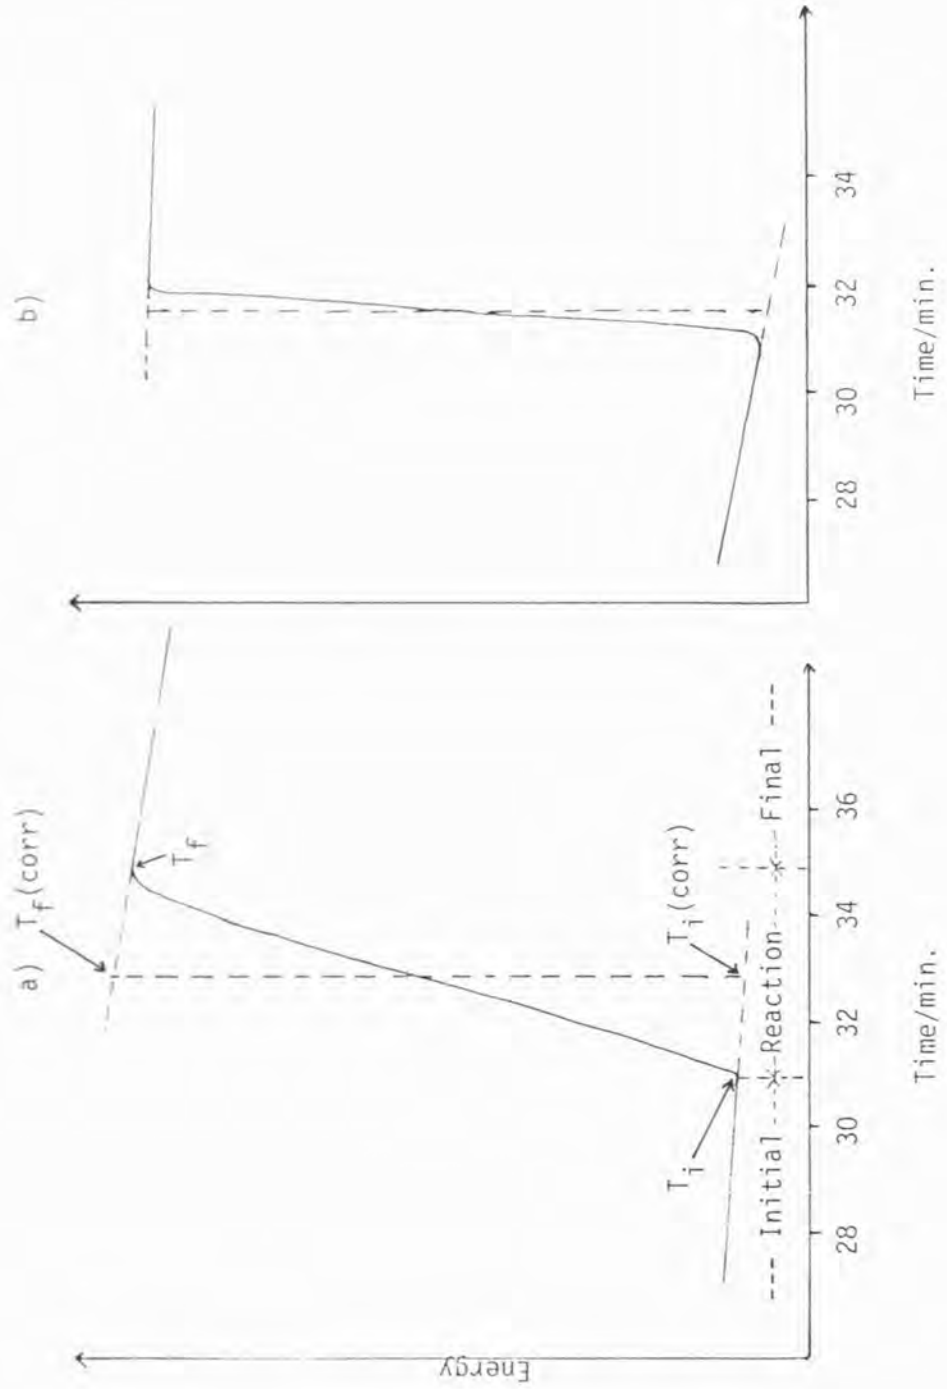 a)
T_f(corr)
T_f
T_i
T_i(corr)
--- Initial ---Reaction--- Final ---
28 30 32 34 36
Time/min.
Energy
b)
28 30 32 34
Time/min.